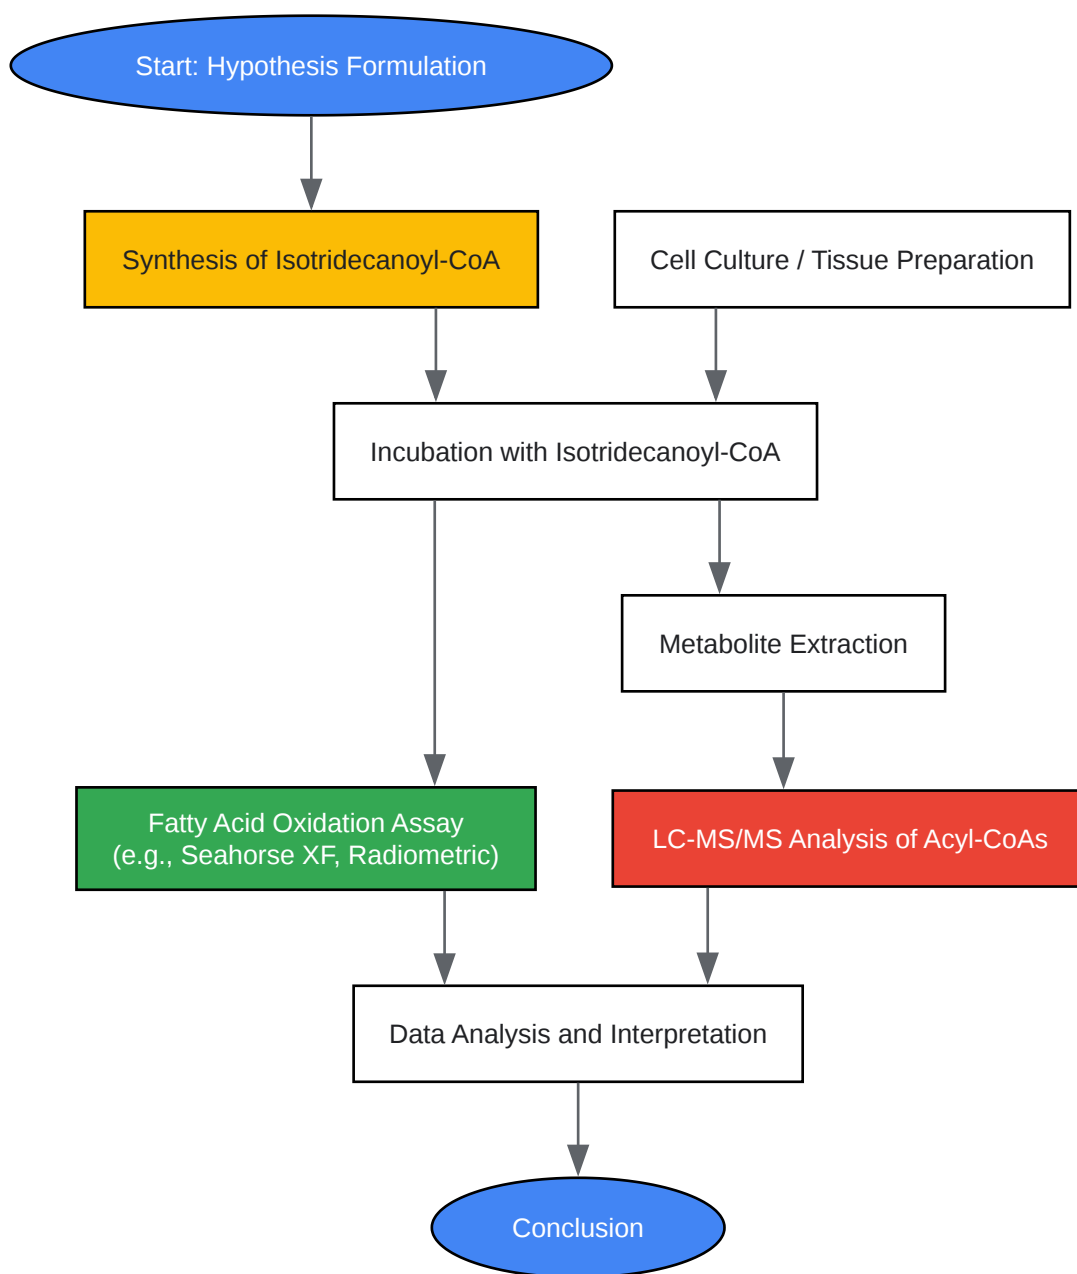 Start: Hypothesis Formulation
Synthesis of Isotridecanoyl-CoA
Cell Culture / Tissue Preparation
Incubation with Isotridecanoyl-CoA
Metabolite Extraction
Fatty Acid Oxidation Assay
(e.g., Seahorse XF, Radiometric)
LC-MS/MS Analysis of Acyl-CoAs
Data Analysis and Interpretation
Conclusion